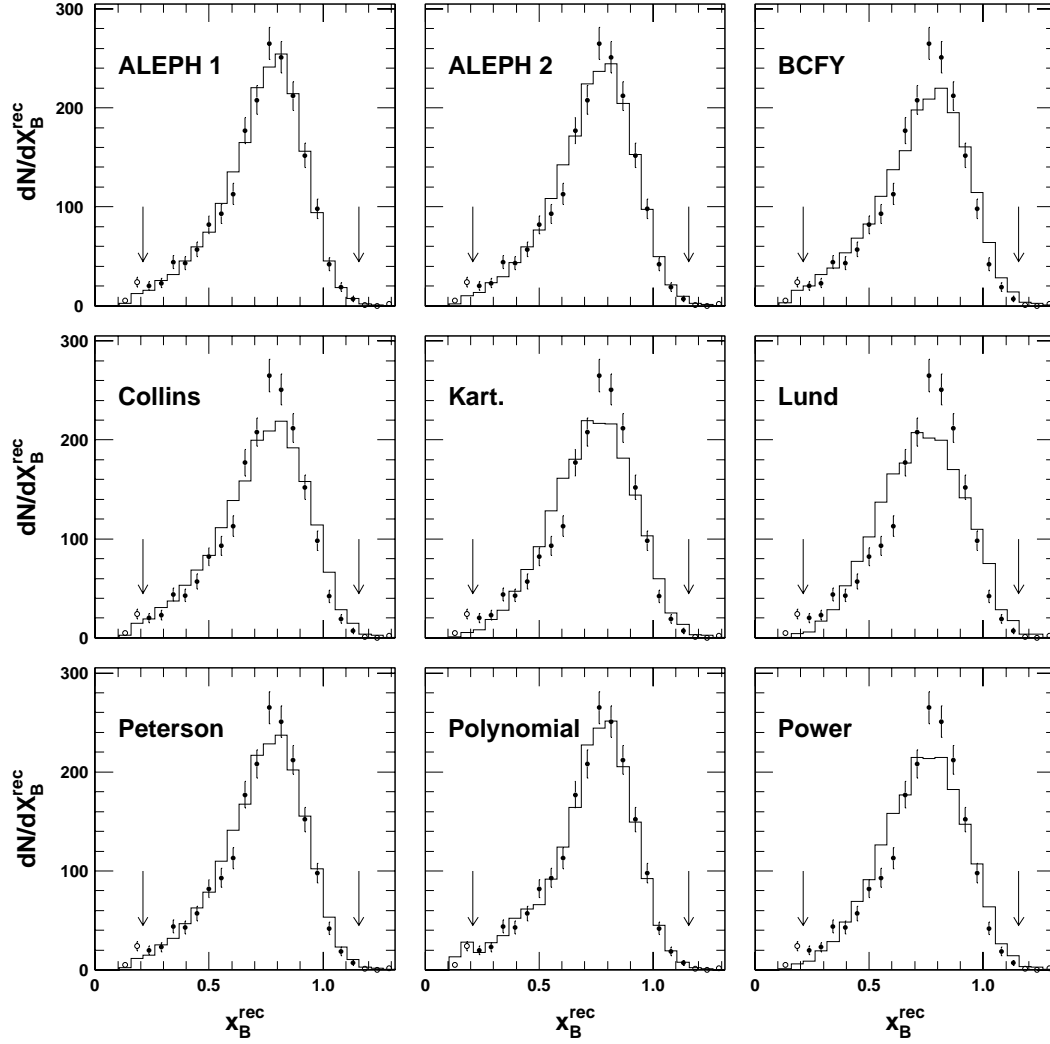 300
200
100
0
dN/dX_B^rec
ALEPH 1
ALEPH 2
BCFY
300
200
100
0
dN/dX_B^rec
Collins
Kart.
Lund
300
200
100
0
dN/dX_B^rec
Peterson
Polynomial
Power
0 0.5 1.0
0 0.5 1.0
0 0.5 1.0
x_B^rec
x_B^rec
x_B^rec